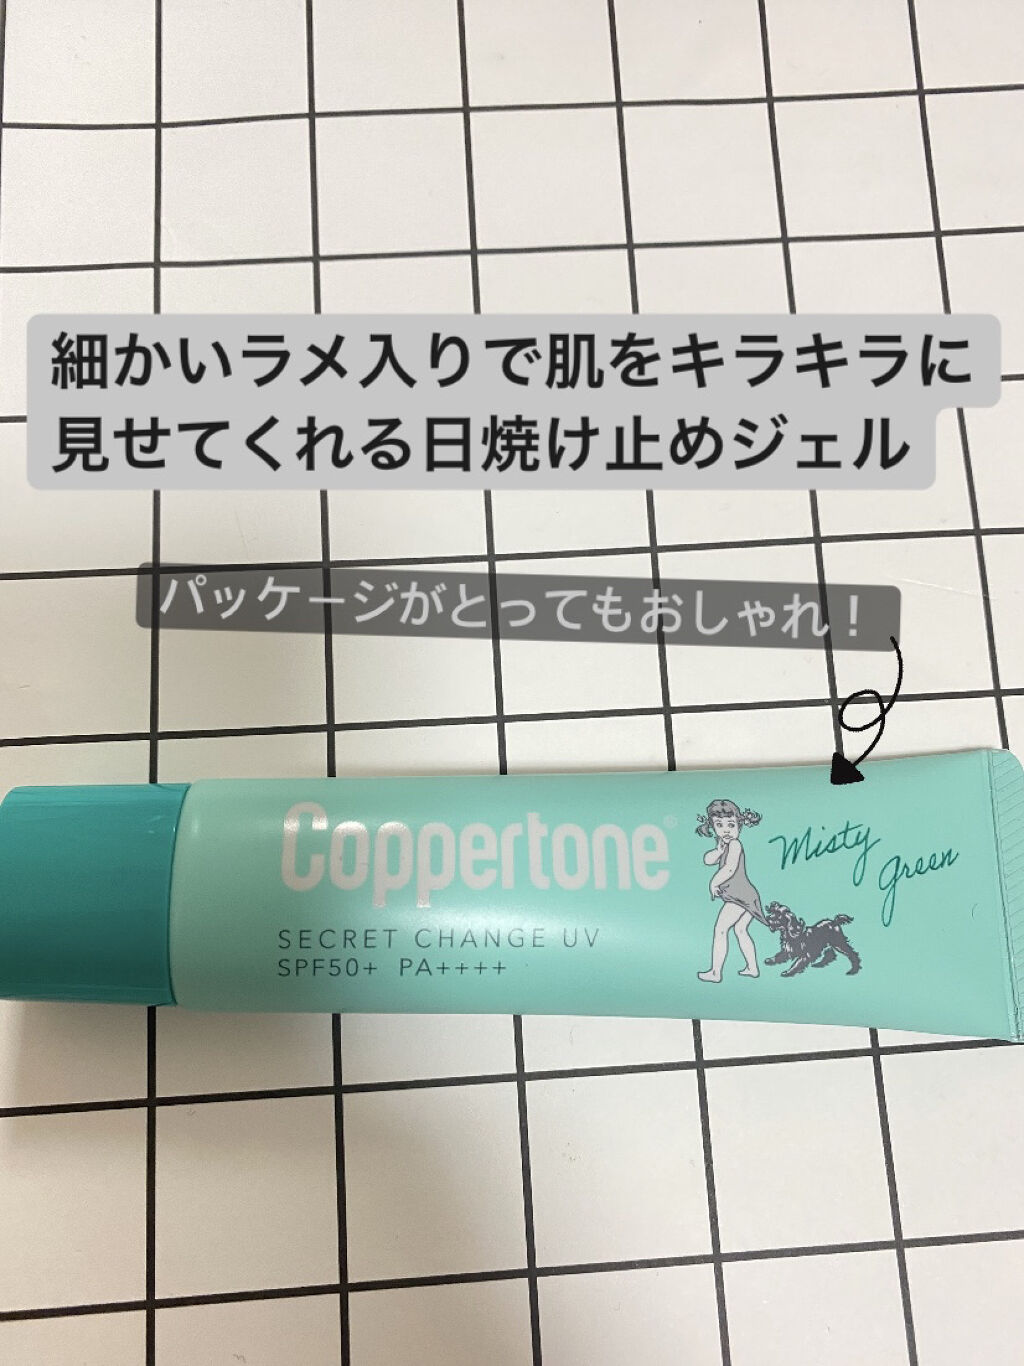 細かいラメ入りで肌をキラキラに
見せてくれる日焼け止めジェル
パッケージがとってもおしゃれ！
Coppertone®
Misty
green
SECRET CHANGE UV
SPF50+ PA++++